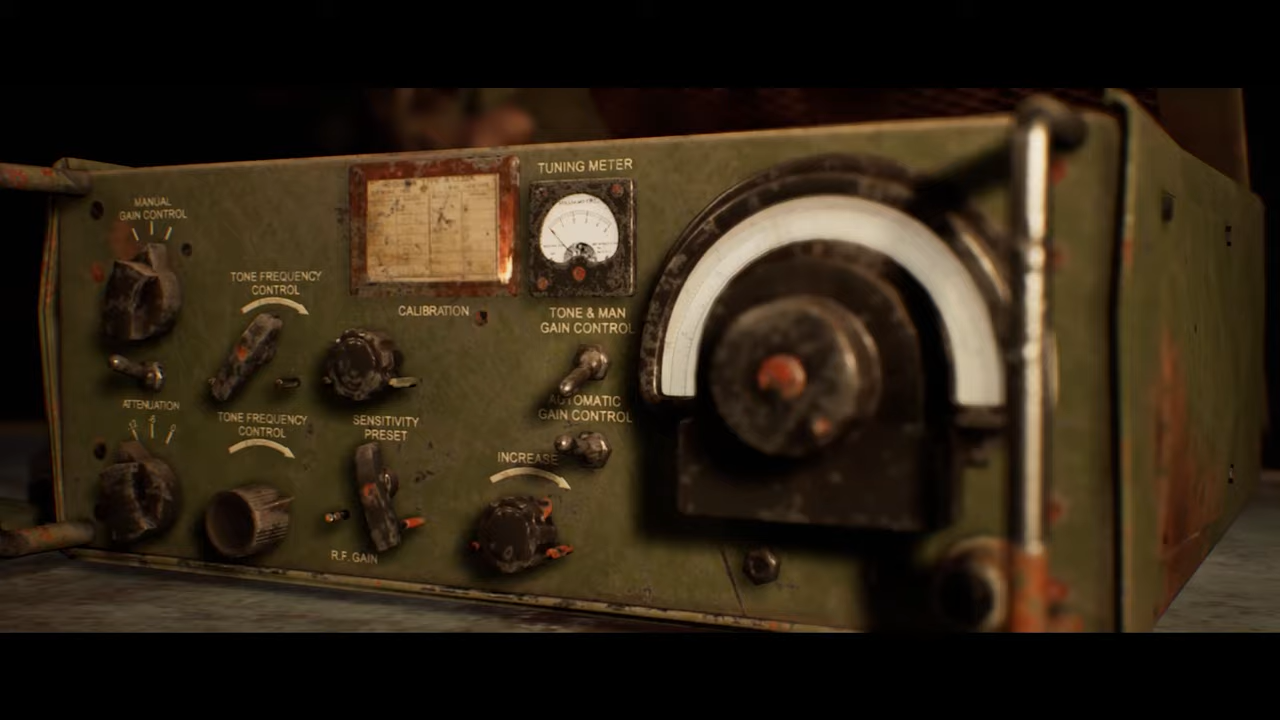 MANUAL
GAIN CONTROL
TONE FREQUENCY
CONTROL
CALIBRATION
TUNING METER
TONE & MAN
GAIN CONTROL
AUTOMATIC
GAIN CONTROL
ATTENUATION
TONE FREQUENCY
CONTROL
SENSITIVITY
PRESET
INCREASE
R.F. GAIN